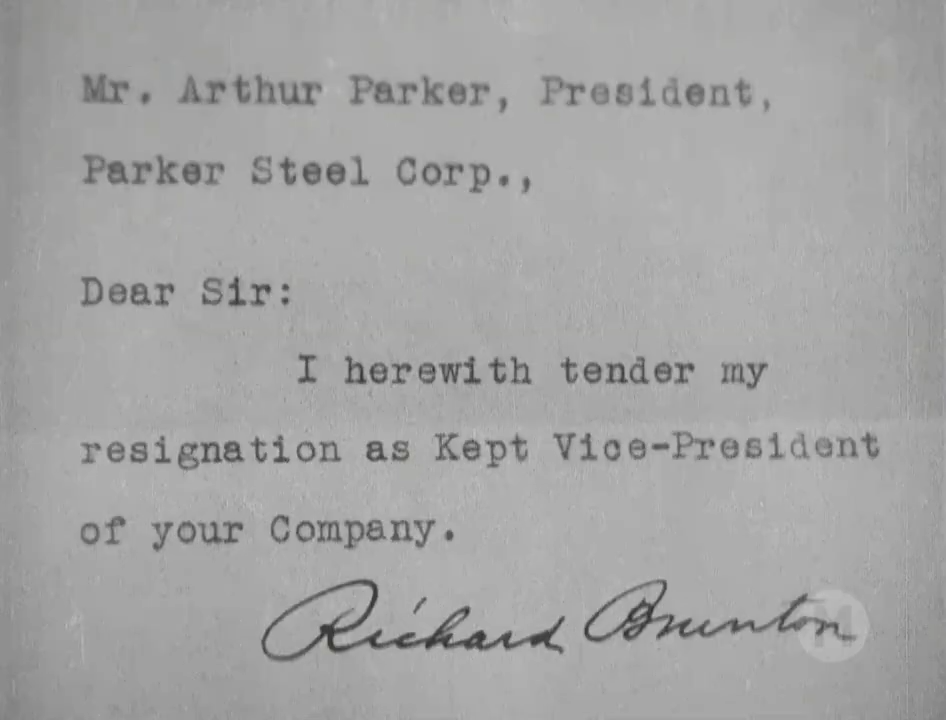 Mr. Arthur Parker, President,
Parker Steel Corp.,
Dear Sir:
I herewith tender my
resignation as Kept Vice-President
of your Company.
Richard Brunton
M